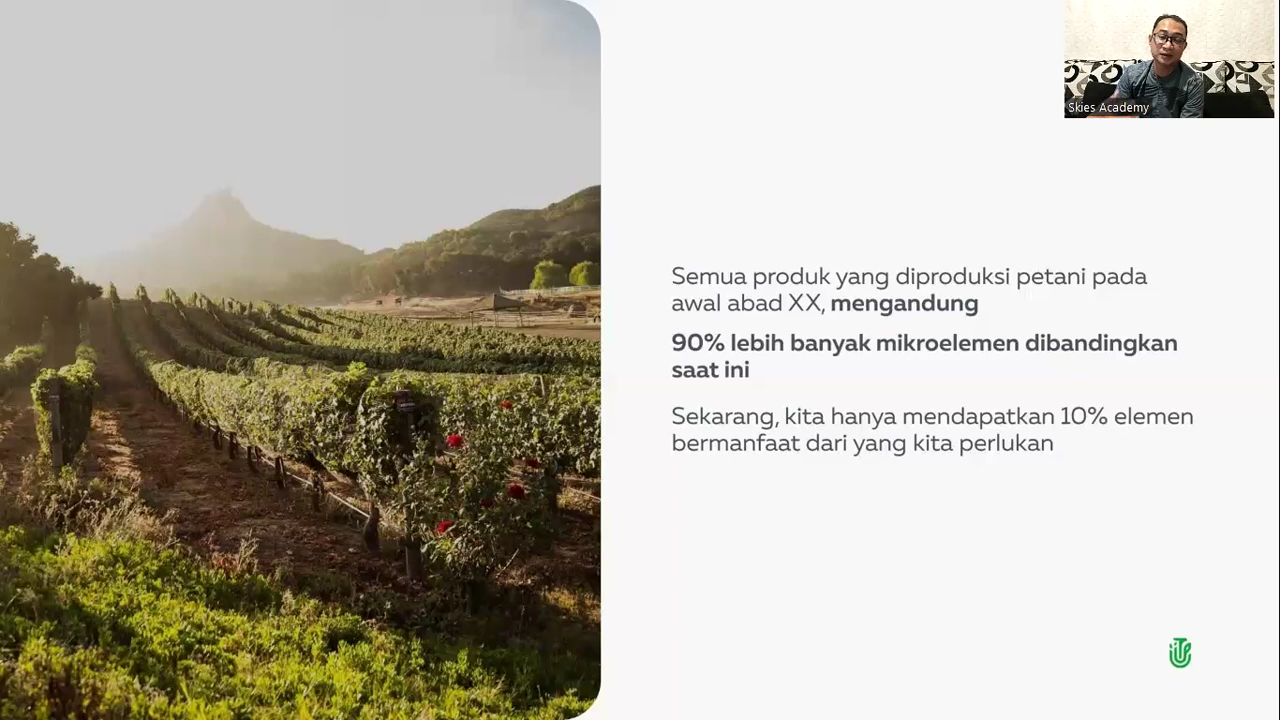 Skies Academy
Semua produk yang diproduksi petani pada
awal abad XX, mengandung
90% lebih banyak mikroelemen dibandingkan
saat ini
Sekarang, kita hanya mendapatkan 10% elemen
bermanfaat dari yang kita perlukan